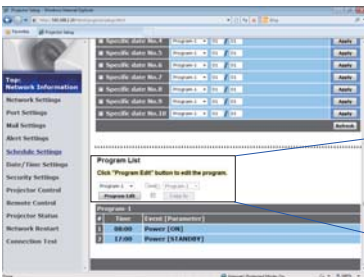 Projector Setup - Windows Internet Explorer
Favorites
Projector Setup
Top:
Network Information
Network Settings
Port Settings
Mail Settings
Alert Settings
Schedule Settings
Date/Time Settings
Security Settings
Projector Control
Remote Control
Projector Status
Network Restart
Connection Test
Specific date No.4 Program-1 01 / 01 Apply
Specific date No.5 Program-1 01 / 01 Apply
Specific date No.6 Program-1 01 / 01 Apply
Specific date No.7 Program-1 01 / 01 Apply
Specific date No.8 Program-1 01 / 01 Apply
Specific date No.9 Program-1 01 / 01 Apply
Specific date No.10 Program-1 01 / 01 Apply
Refresh
Program List
Click "Program Edit" button to edit the program.
Program-1 Program-1
Program Edit
Program-1
# Time Event [Parameter]
1 08:00 Power [ON]
2 17:00 Power [STANDBY]